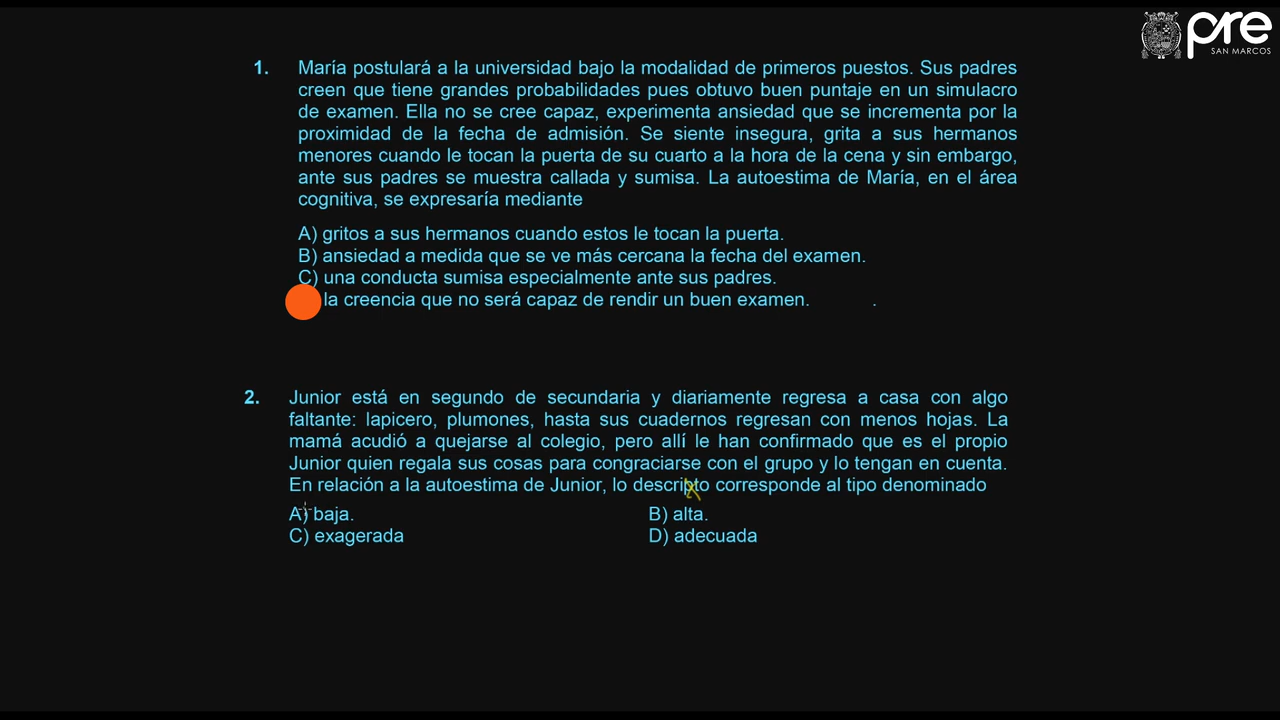 pre
SAN MARCOS
1. María postulará a la universidad bajo la modalidad de primeros puestos. Sus padres
creen que tiene grandes probabilidades pues obtuvo buen puntaje en un simulacro
de examen. Ella no se cree capaz, experimenta ansiedad que se incrementa por la
proximidad de la fecha de admisión. Se siente insegura, grita a sus hermanos
menores cuando le tocan la puerta de su cuarto a la hora de la cena y sin embargo,
ante sus padres se muestra callada y sumisa. La autoestima de María, en el área
cognitiva, se expresaría mediante
A) gritos a sus hermanos cuando estos le tocan la puerta.
B) ansiedad a medida que se ve más cercana la fecha del examen.
C) una conducta sumisa especialmente ante sus padres.
la creencia que no será capaz de rendir un buen examen. .
2. Junior está en segundo de secundaria y diariamente regresa a casa con algo
faltante: lapicero, plumones, hasta sus cuadernos regresan con menos hojas. La
mamá acudió a quejarse al colegio, pero allí le han confirmado que es el propio
Junior quien regala sus cosas para congraciarse con el grupo y lo tengan en cuenta.
En relación a la autoestima de Junior, lo descripto corresponde al tipo denominado
A) baja. B) alta.
C) exagerada D) adecuada